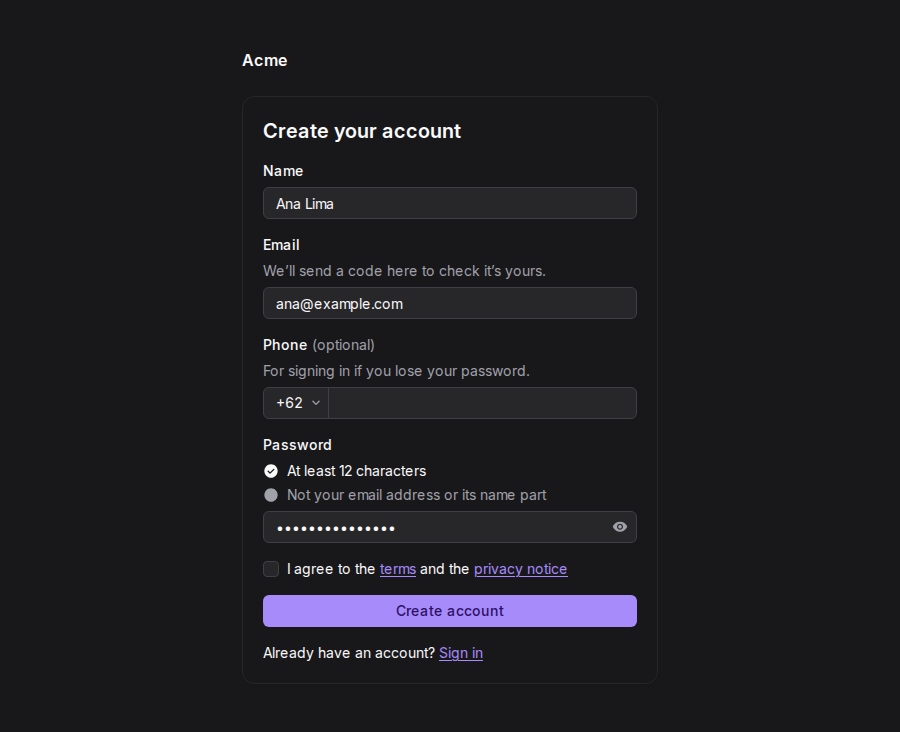 Acme
Create your account
Name
Ana Lima
Email
We’ll send a code here to check it’s yours.
ana@example.com
Phone (optional)
For signing in if you lose your password.
+62
Password
At least 12 characters
Not your email address or its name part
•••••••••••••••
I agree to the terms and the privacy notice
Create account
Already have an account? Sign in